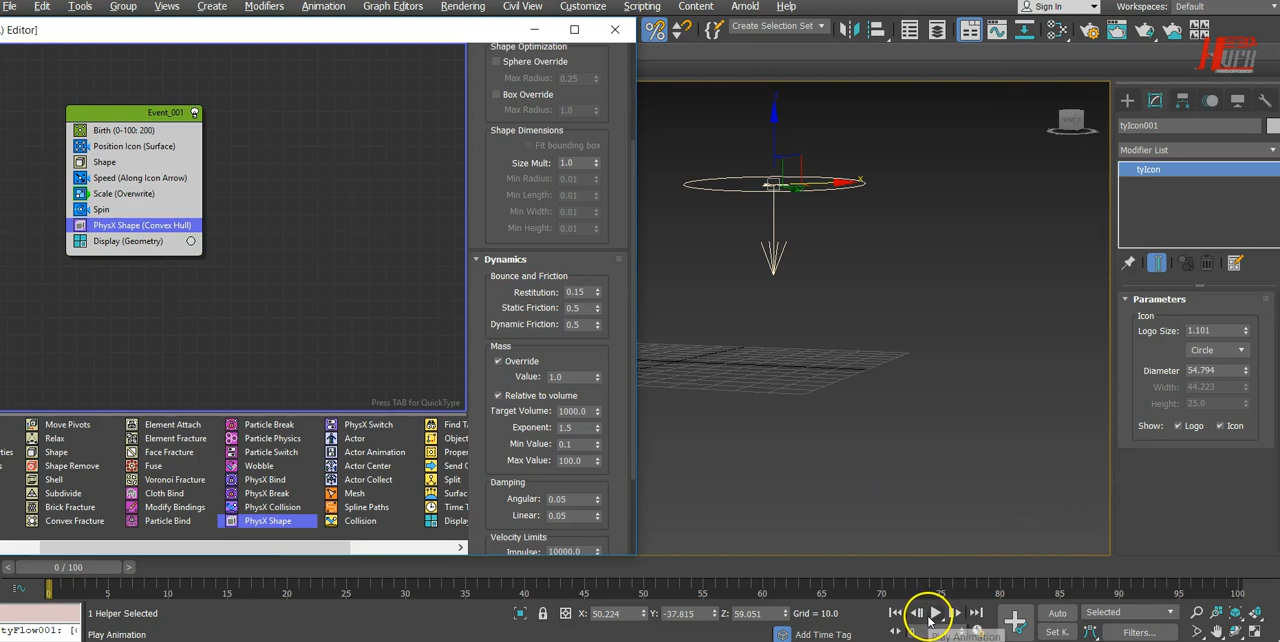 File Edit Tools Group Views Create Modifiers Animation Graph Editors Rendering Civil View Customize Scripting Content Arnold Help Sign In Workspaces: Default
Editor]
Create Selection Set
Event_001
Birth (0-100: 200)
Position Icon (Surface)
Shape
Speed (Along Icon Arrow)
Scale (Overwrite)
Spin
PhysX Shape (Convex Hull)
Display (Geometry)
Press TAB for QuickType
Shape Optimization
Sphere Override
Max Radius: 0.25
Box Override
Max Radius: 1.0
Shape Dimensions
Fit bounding box
Size Mult: 1.0
Min Radius: 0.01
Min Length: 0.01
Min Width: 0.01
Min Height: 0.01
Dynamics
Bounce and Friction
Restitution: 0.15
Static Friction: 0.5
Dynamic Friction: 0.5
Mass
Override
Value: 1.0
Relative to volume
Target Volume: 1000.0
Exponent: 1.5
Min Value: 0.1
Max Value: 100.0
Damping
Angular: 0.05
Linear: 0.05
Velocity Limits
Impulse: 10000.0
Move Pivots Element Attach Particle Break PhysX Switch
Relax Element Fracture Particle Physics Actor
Shape Face Fracture Particle Switch Actor Animation
Shape Remove Fuse Wobble Actor Center
Shell Voronoi Fracture PhysX Bind Actor Collect Split
Subdivide Cloth Bind PhysX Break Mesh
Brick Fracture Modify Bindings PhysX Collision Spline Paths
Convex Fracture Particle Bind PhysX Shape Collision
z
x
tyIcon001
Modifier List
tyIcon
Parameters
Icon
Logo Size: 1.101
Circle
Diameter 54.794
Width: 44.223
Height: 25.0
Show: Logo Icon
< 0 / 100 >
0 5 10 15 20 25 30 35 40 45 50 55 60 65 70 75 80 85 90 95 100
tyFlow001:
1 Helper Selected
Play Animation
X: 50.224 Y: -37.815 Z: 59.051 Grid = 10.0
Add Time Tag
Play Animation
Auto Selected
Set K. Filters...